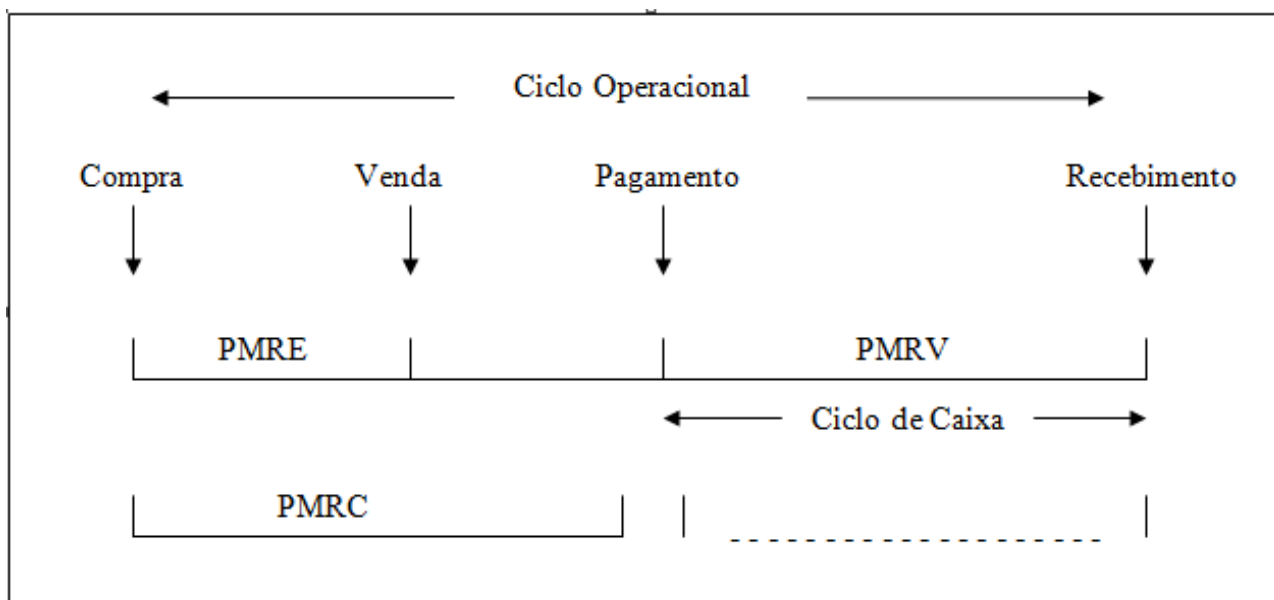 Ciclo Operacional
Compra Venda Pagamento Recebimento
PMRE PMRV
Ciclo de Caixa
PMRC